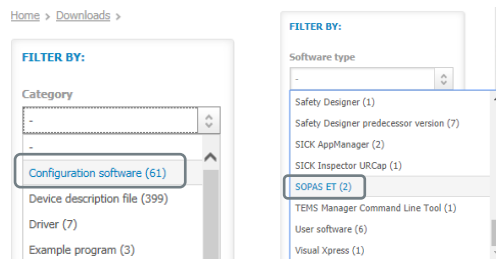 Home > Downloads >
FILTER BY:
Category
-
-
Configuration software (61)
Device description file (399)
Driver (7)
Example program (3)
FILTER BY:
Software type
-
Safety Designer (1)
Safety Designer predecessor version (7)
SICK AppManager (2)
SICK Inspector URCap (1)
SOPAS ET (2)
TEMS Manager Command Line Tool (1)
User software (6)
Visual Xpress (1)